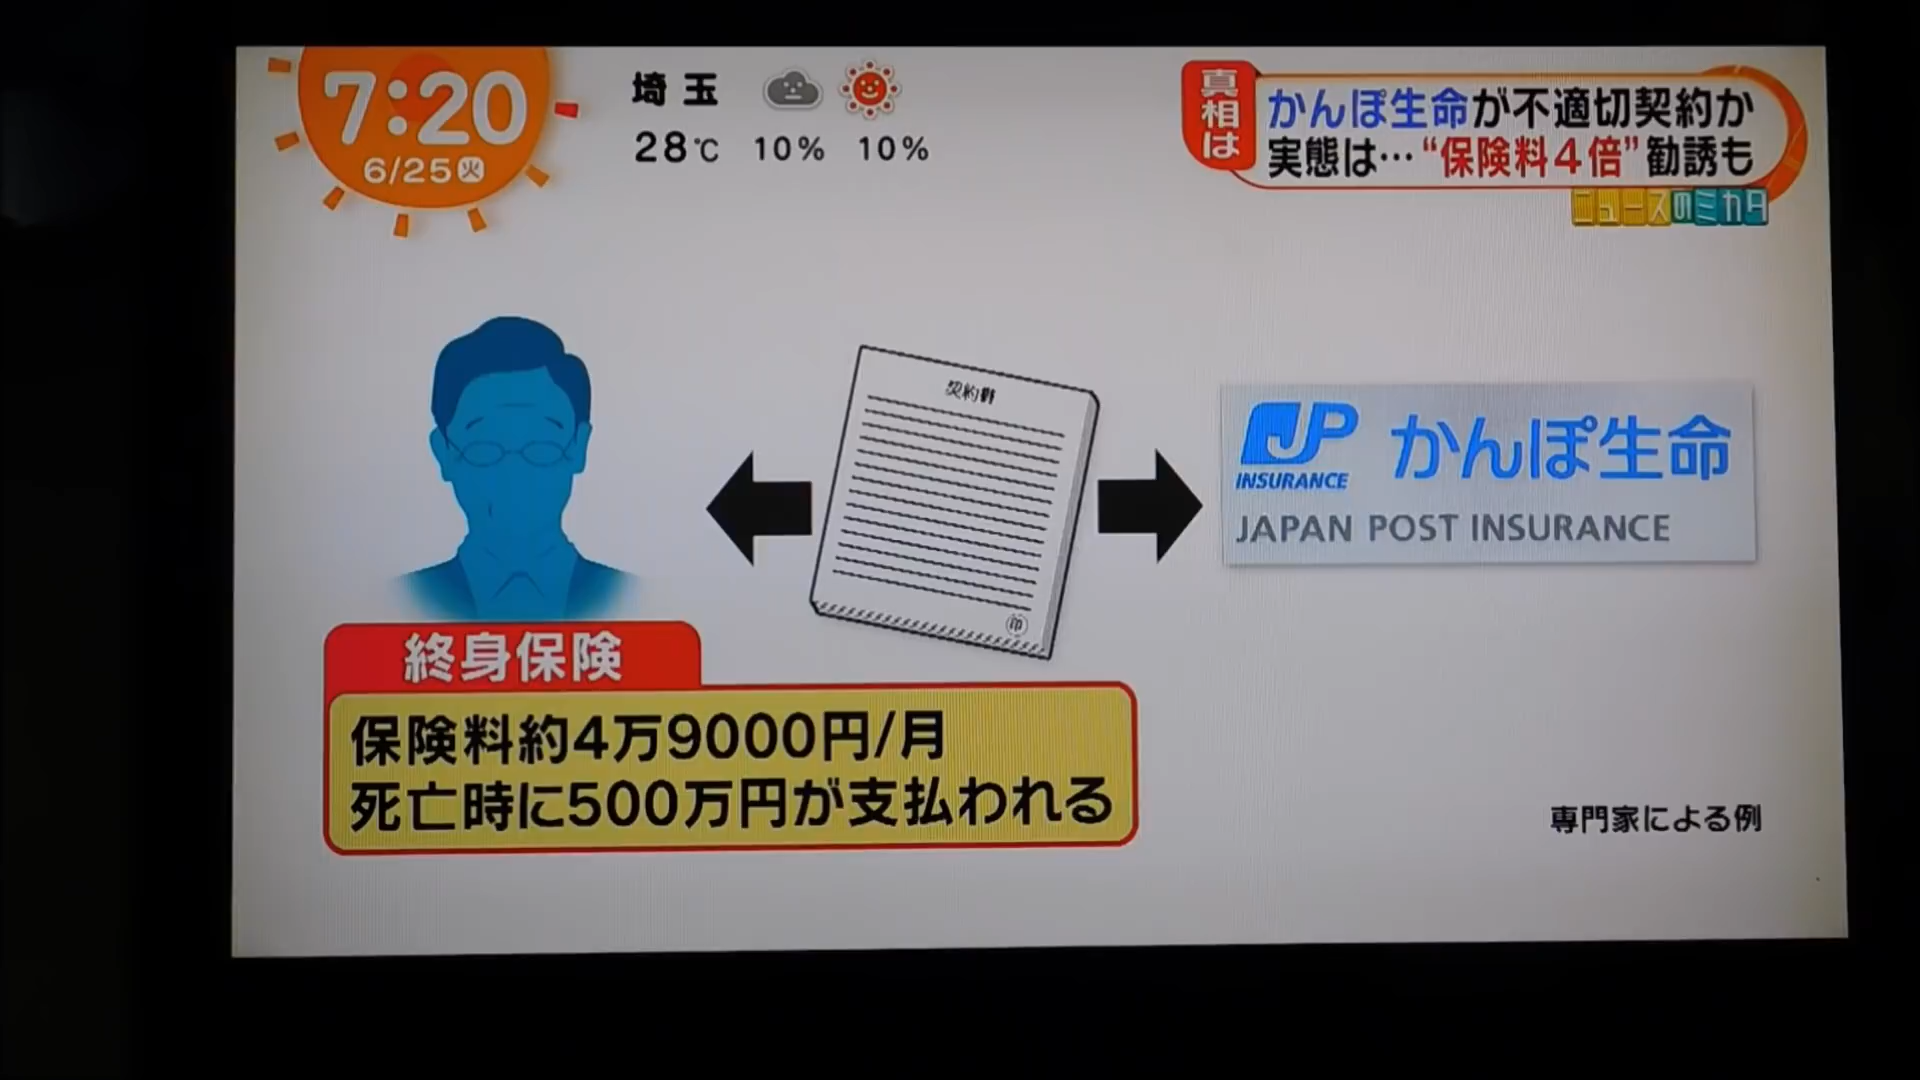 7:20
6/25火
埼玉
28℃ 10% 10%
真相は
かんぽ生命が不適切契約か
実態は…“保険料4倍”勧誘も
ニュースのミカタ
契約書
印
JP INSURANCE かんぽ生命
JAPAN POST INSURANCE
終身保険
保険料約4万9000円/月
死亡時に500万円が支払われる
専門家による例